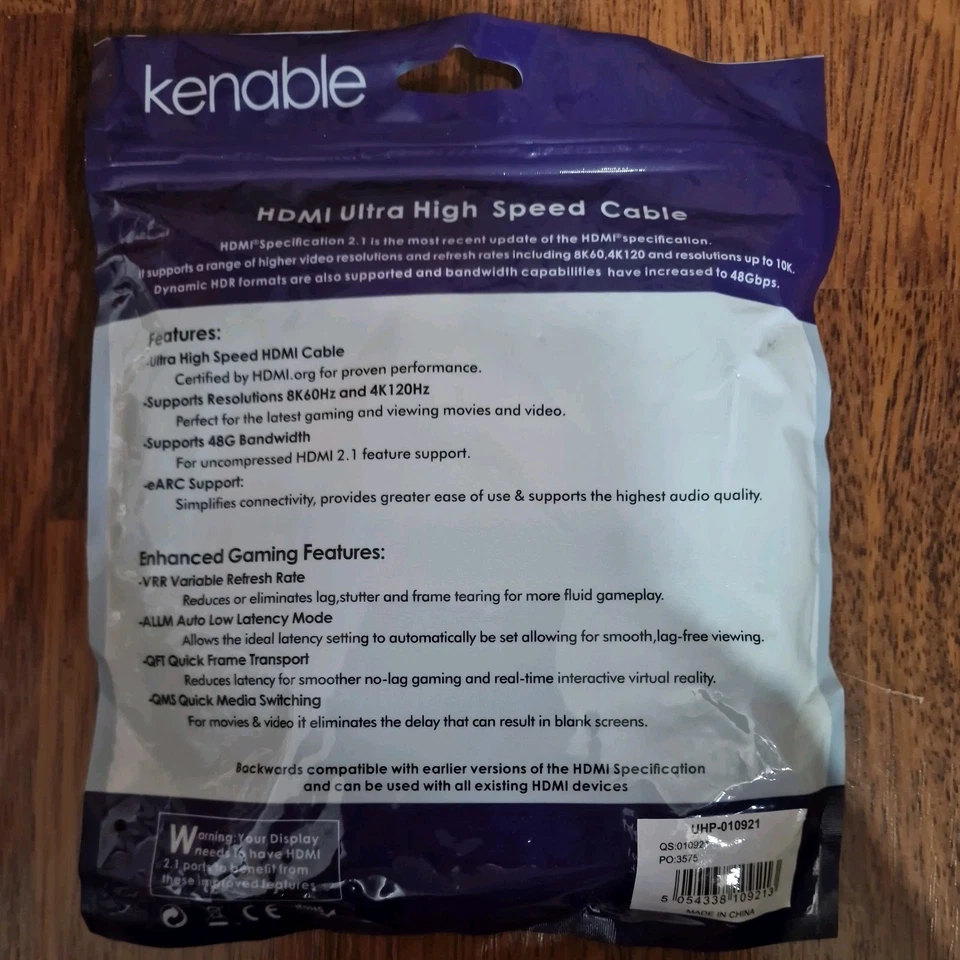 kenable
HDMI Ultra High Speed Cable
HDMI® Specification 2.1 is the most recent update of the HDMI® specification.
It supports a range of higher video resolutions and refresh rates including 8K60,4K120 and resolutions up to 10K.
Dynamic HDR formats are also supported and bandwidth capabilities have increased to 48Gbps.
Features:
-Ultra High Speed HDMI Cable
Certified by HDMI.org for proven performance.
-Supports Resolutions 8K60Hz and 4K120Hz
Perfect for the latest gaming and viewing movies and video.
-Supports 48G Bandwidth
For uncompressed HDMI 2.1 feature support.
-eARC Support:
Simplifies connectivity, provides greater ease of use & supports the highest audio quality.
Enhanced Gaming Features:
-VRR Variable Refresh Rate
Reduces or eliminates lag,stutter and frame tearing for more fluid gameplay.
-ALLM Auto Low Latency Mode
Allows the ideal latency setting to automatically be set allowing for smooth,lag-free viewing.
-QFT Quick Frame Transport
Reduces latency for smoother no-lag gaming and real-time interactive virtual reality.
-QMS Quick Media Switching
For movies & video it eliminates the delay that can result in blank screens.
Backwards compatible with earlier versions of the HDMI Specification
and can be used with all existing HDMI devices
Warning: Your Display
needs to have HDMI
2.1 ports to benefit from
these improved features
CE
UHP-010921
PO:3575
5 054338 109213
MADE IN CHINA